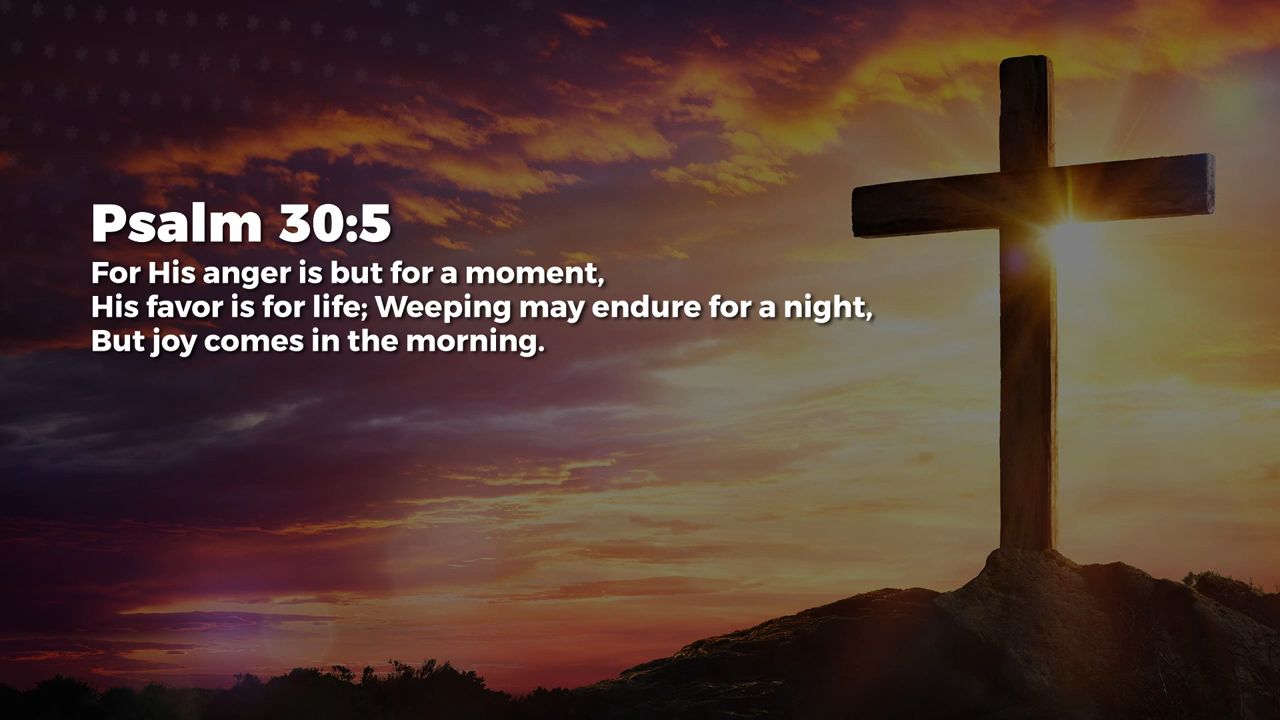 Psalm 30:5
For His anger is but for a moment,
His favor is for life; Weeping may endure for a night,
But joy comes in the morning.